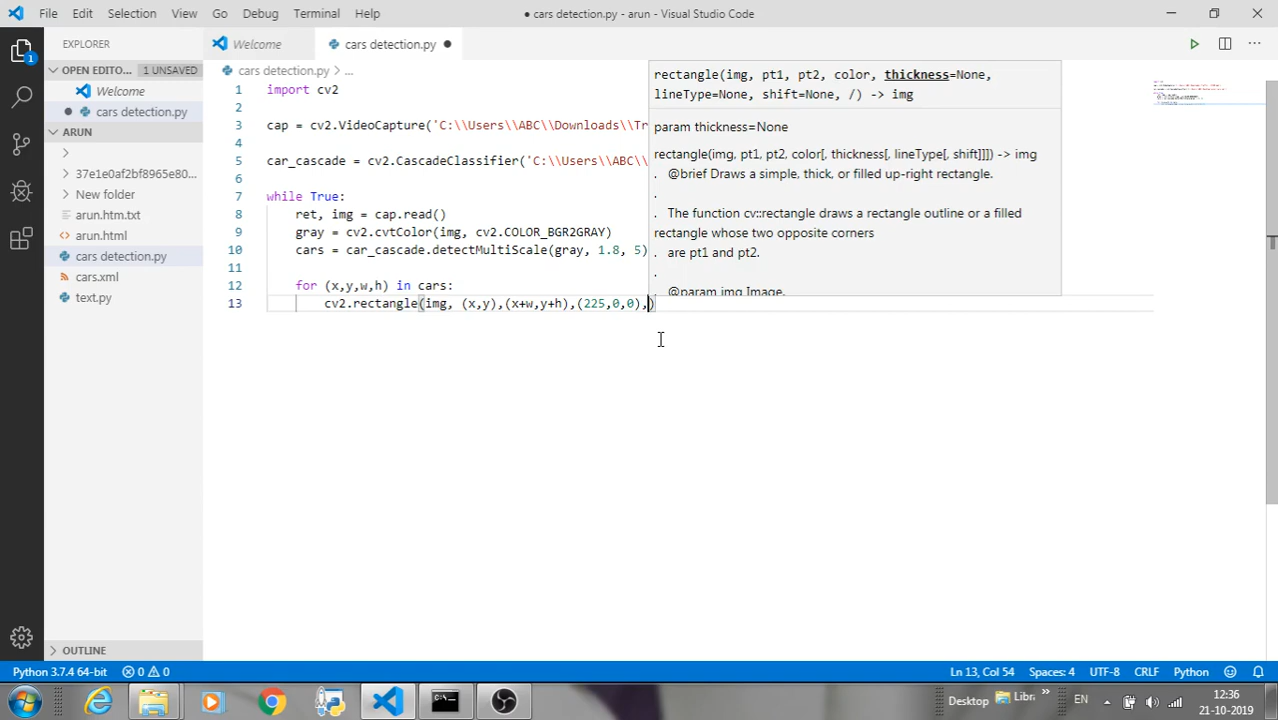 File Edit Selection View Go Debug Terminal Help
● cars detection.py - arun - Visual Studio Code
EXPLORER
OPEN EDITO... 1 UNSAVED
Welcome
● cars detection.py
ARUN
37e1e0af2bf8965e80...
New folder
arun.htm.txt
arun.html
cars detection.py
cars.xml
text.py
OUTLINE
1
Welcome
cars detection.py ●
cars detection.py > ...
1 import cv2
2
3 cap = cv2.VideoCapture('C:\\Users\\ABC\\Downloads\\Tr
4
5 car_cascade = cv2.CascadeClassifier('C:\\Users\\ABC\\
6
7 while True:
8 ret, img = cap.read()
9 gray = cv2.cvtColor(img, cv2.COLOR_BGR2GRAY)
10 cars = car_cascade.detectMultiScale(gray, 1.8, 5)
11
12 for (x,y,w,h) in cars:
13 cv2.rectangle(img, (x,y),(x+w,y+h),(225,0,0),)
rectangle(img, pt1, pt2, color, thickness=None,
lineType=None, shift=None, /) -> img
param thickness=None
rectangle(img, pt1, pt2, color[, thickness[, lineType[, shift]]]) -> img
. @brief Draws a simple, thick, or filled up-right rectangle.
.
. The function cv::rectangle draws a rectangle outline or a filled
rectangle whose two opposite corners
. are pt1 and pt2.
.
. @param img Image.
Python 3.7.4 64-bit 0 0
Ln 13, Col 54 Spaces: 4 UTF-8 CRLF Python
Desktop Libr » EN 12:36
21-10-2019